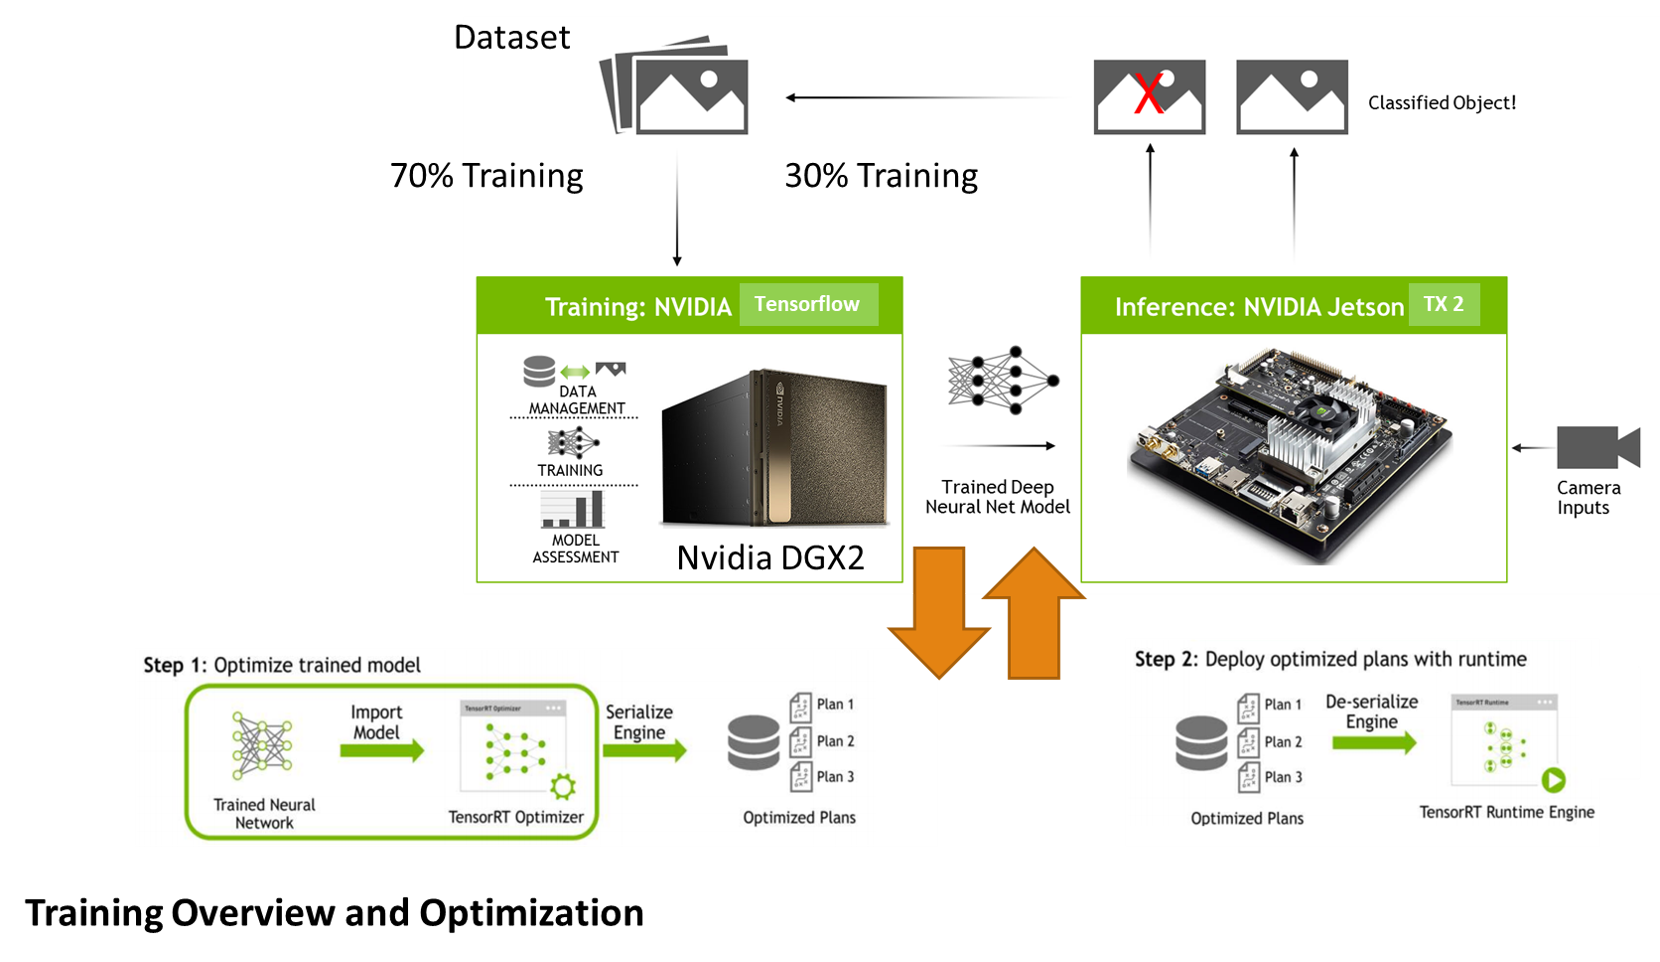 Dataset
Classified Object!
70% Training
30% Training
Training: NVIDIA Tensorflow
Inference: NVIDIA Jetson TX 2
DATA
MANAGEMENT
TRAINING
MODEL
ASSESSMENT
nVIDIA
Nvidia DGX2
Trained Deep
Neural Net Model
Camera
Inputs
Step 1: Optimize trained model
Import
Model
TensorRT Optimizer
Serialize
Engine
Plan 1
Plan 2
Plan 3
Trained Neural
Network
TensorRT Optimizer
Optimized Plans
Step 2: Deploy optimized plans with runtime
Plan 1
Plan 2
Plan 3
De-serialize
Engine
TensorRT Runtime
Optimized Plans
TensorRT Runtime Engine
Training Overview and Optimization